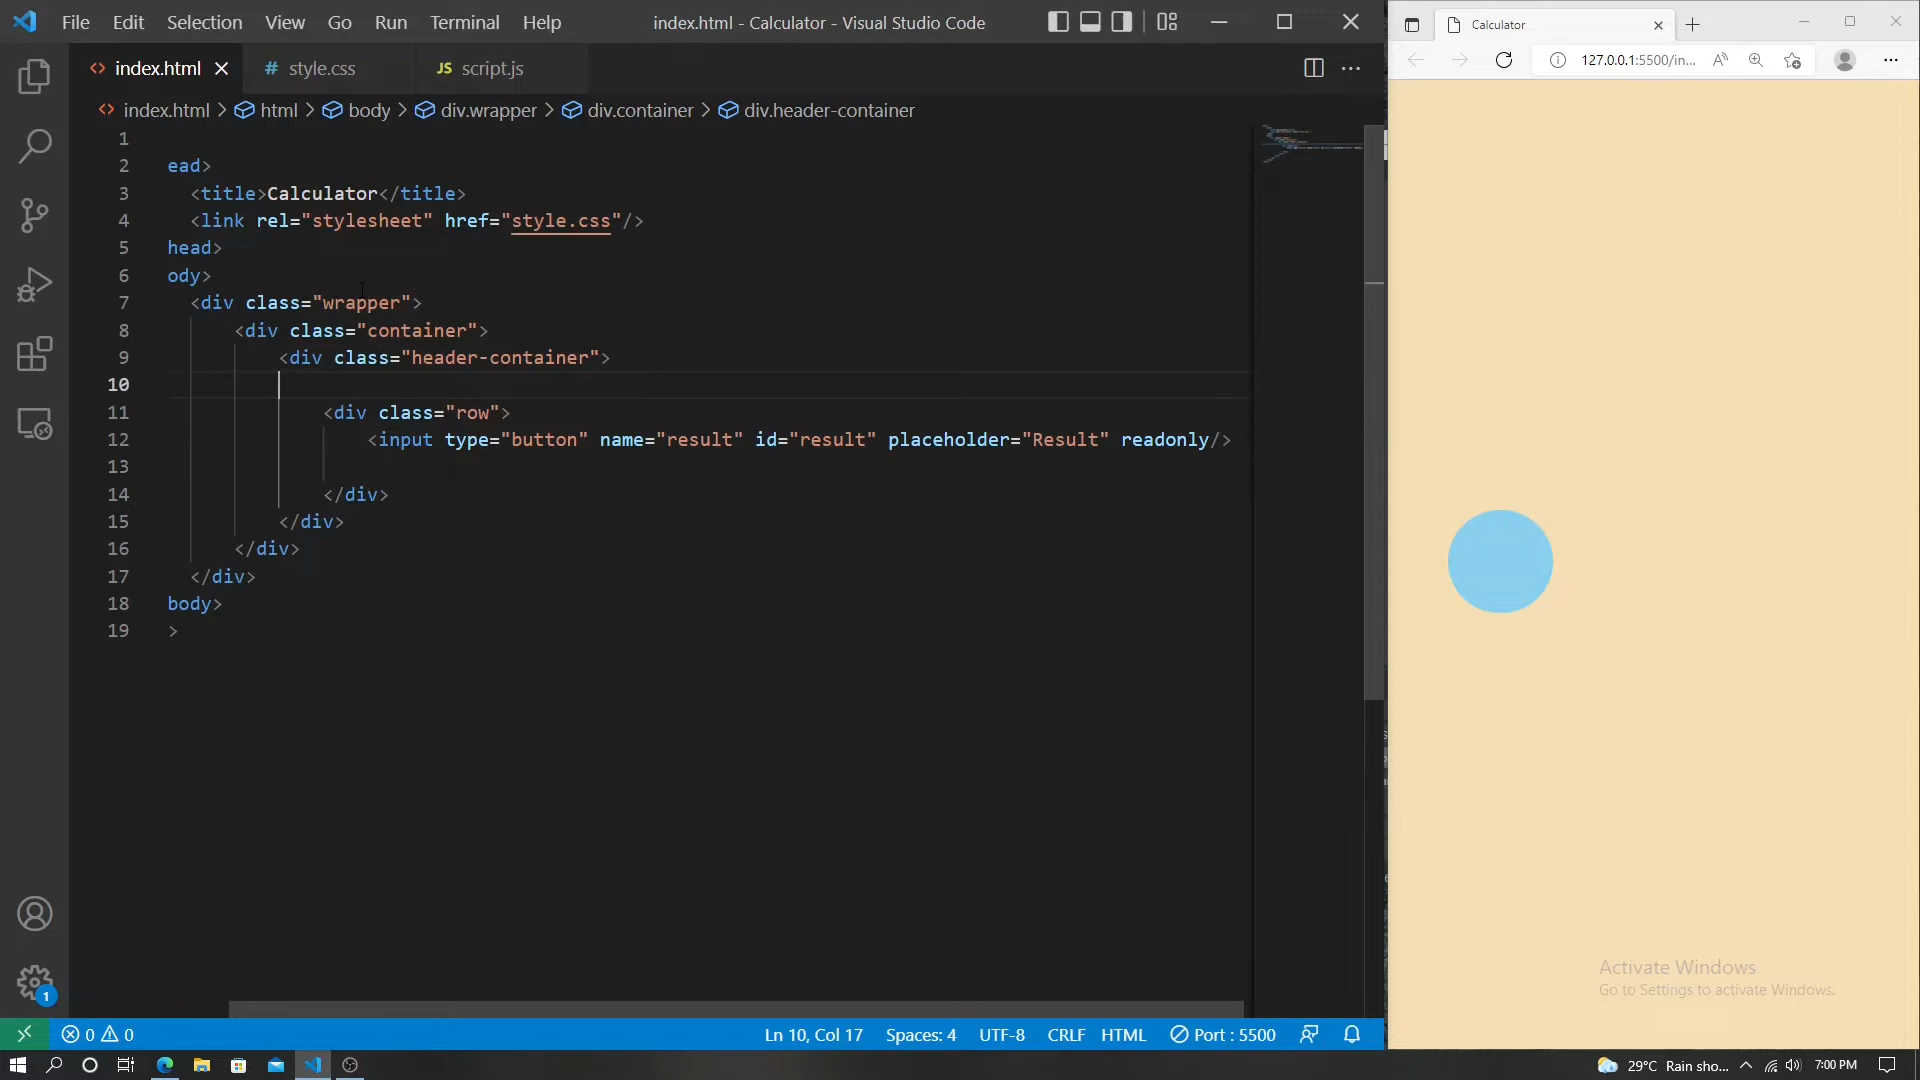 File Edit Selection View Go Run Terminal Help
index.html - Calculator - Visual Studio Code
<> index.html
# style.css
JS script.js
<> index.html > html > body > div.wrapper > div.container > div.header-container
1
2 ead>
3 <title>Calculator</title>
4 <link rel="stylesheet" href="style.css"/>
5 head>
6 ody>
7 <div class="wrapper">
8 <div class="container">
9 <div class="header-container">
10
11 <div class="row">
12 <input type="button" name="result" id="result" placeholder="Result" readonly/>
13
14 </div>
15 </div>
16 </div>
17 </div>
18 body>
19 >
1
0 0
Ln 10, Col 17 Spaces: 4 UTF-8 CRLF HTML Port : 5500
Calculator
127.0.0.1:5500/in...
Activate Windows
Go to Settings to activate Windows.
29°C Rain sho...
7:00 PM